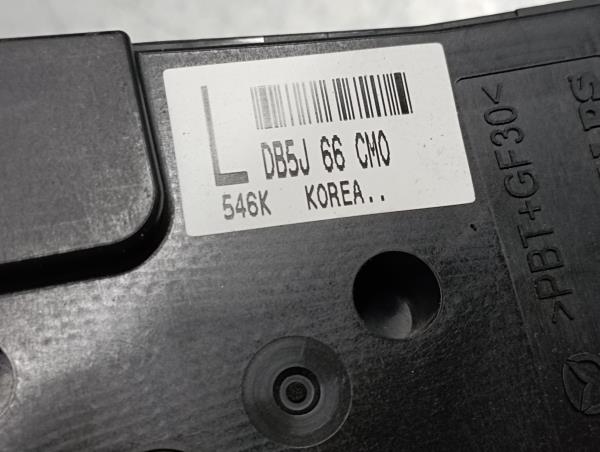 L
DB5J 66 CM0
546K KOREA..
>PBT+GF30<